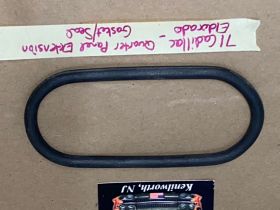 71 Cadillac - Quarter Panel Extension
Eldorado Gasket/Seal
Kenilworth, NJ